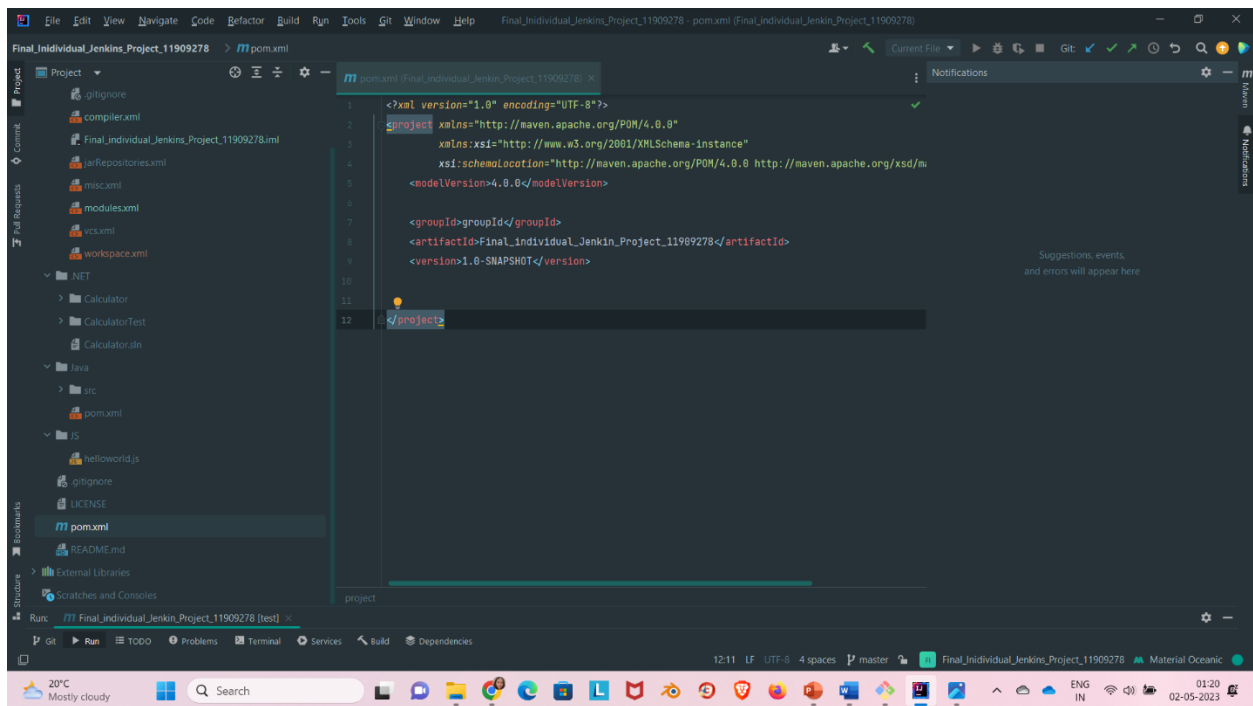 File Edit View Navigate Code Refactor Build Run Tools Git Window Help Final_Inidividual_Jenkins_Project_11909278 - pom.xml (Final_individual_Jenkin_Project_11909278)
Final_Inidividual_Jenkins_Project_11909278 > m pom.xml Current File Git:
Project
pom.xml (Final_individual_Jenkin_Project_11909278)
Notifications
Project
Commit
Pull Requests
Bookmarks
Structure
Maven
Notifications
.gitignore
compiler.xml
Final_individual_Jenkins_Project_11909278.iml
jarRepositories.xml
misc.xml
modules.xml
vcs.xml
workspace.xml
.NET
Calculator
CalculatorTest
Calculator.sln
Java
src
pom.xml
JS
helloworld.js
.gitignore
LICENSE
pom.xml
README.md
External Libraries
Scratches and Consoles
1 <?xml version="1.0" encoding="UTF-8"?>
2 <project xmlns="http://maven.apache.org/POM/4.0.0"
3 xmlns:xsi="http://www.w3.org/2001/XMLSchema-instance"
4 xsi:schemaLocation="http://maven.apache.org/POM/4.0.0 http://maven.apache.org/xsd/ma
5 <modelVersion>4.0.0</modelVersion>
6
7 <groupId>groupId</groupId>
8 <artifactId>Final_individual_Jenkin_Project_11909278</artifactId>
9 <version>1.0-SNAPSHOT</version>
10
11
12 </project>
project
Suggestions, events,
and errors will appear here
Run: Final_individual_Jenkin_Project_11909278 [test]
Git Run TODO Problems Terminal Services Build Dependencies
12:11 LF UTF-8 4 spaces master Final_Inidividual_Jenkins_Project_11909278 Material Oceanic
20°C
Mostly cloudy
Search
ENG
IN
01:20
02-05-2023